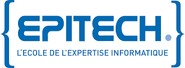 {EPITECH.}
L'ECOLE DE L'EXPERTISE INFORMATIQUE